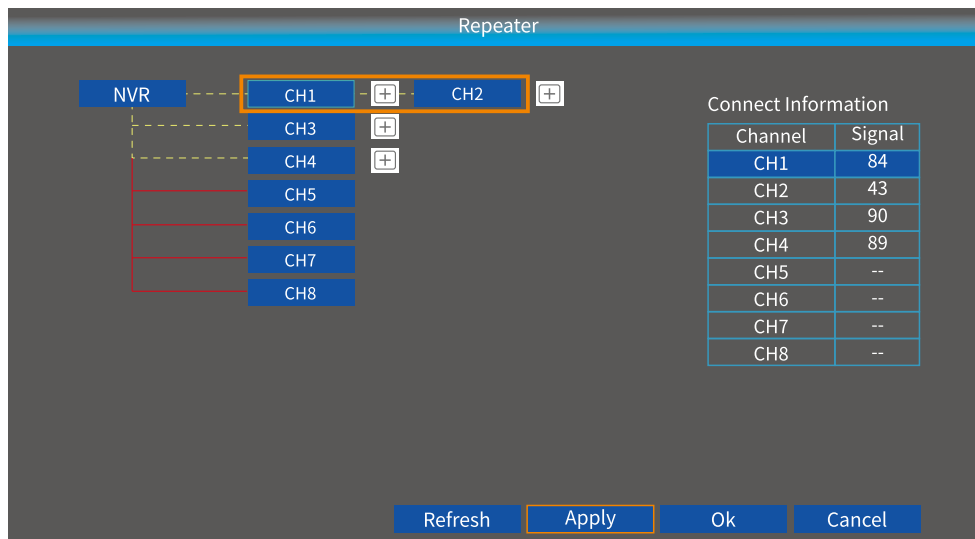 Repeater
NVR CH1 + CH2 +
CH3 +
CH4 +
CH5
CH6
CH7
CH8
Connect Information
Channel Signal
CH1 84
CH2 43
CH3 90
CH4 89
CH5 --
CH6 --
CH7 --
CH8 --
Refresh Apply Ok Cancel